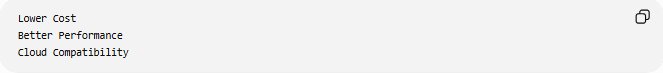 Lower Cost
Better Performance
Cloud Compatibility